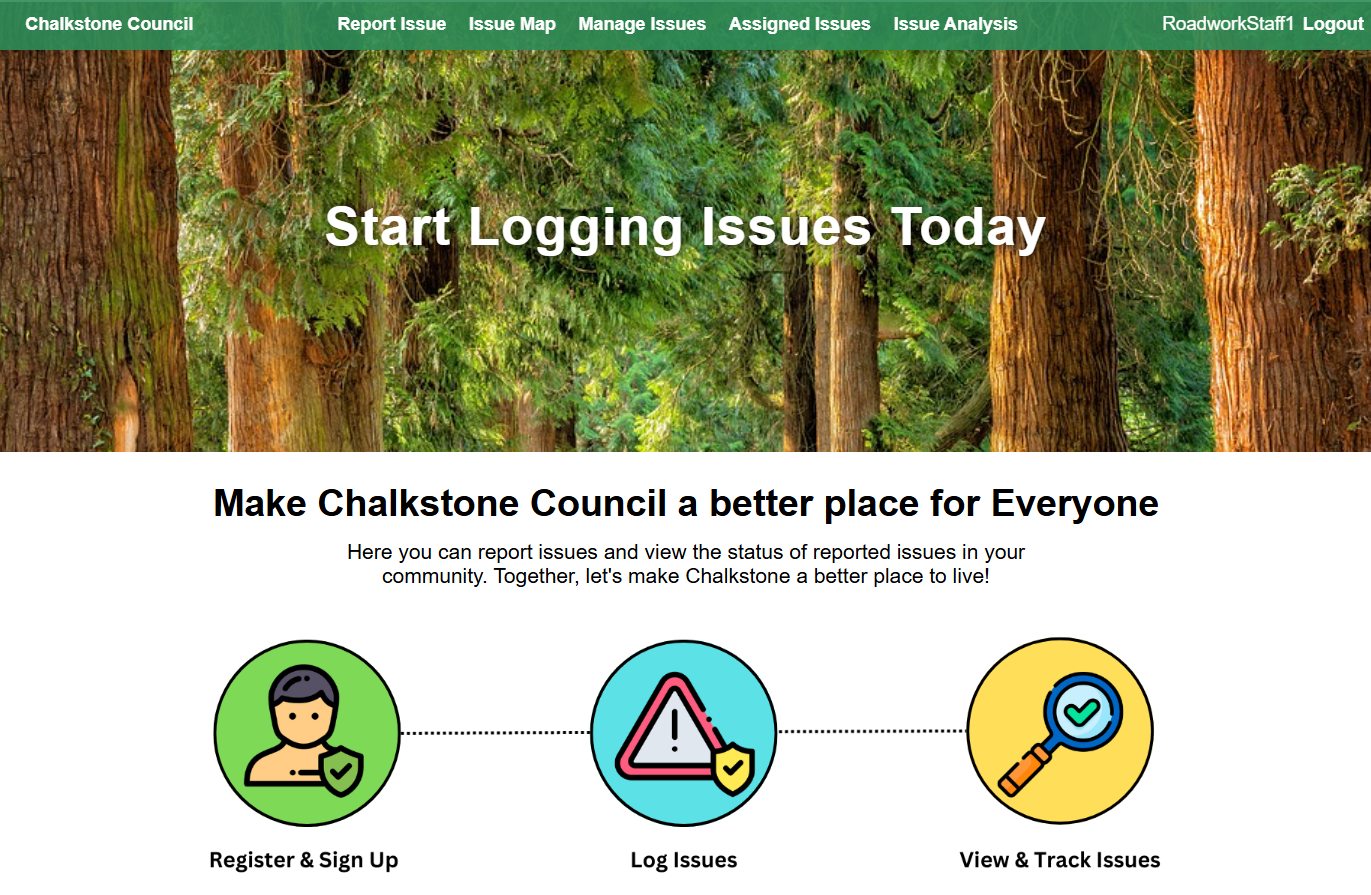 Chalkstone Council Report Issue Issue Map Manage Issues Assigned Issues Issue Analysis RoadworkStaff1 Logout
Start Logging Issues Today
Make Chalkstone Council a better place for Everyone
Here you can report issues and view the status of reported issues in your
community. Together, let's make Chalkstone a better place to live!
Register & Sign Up Log Issues View & Track Issues